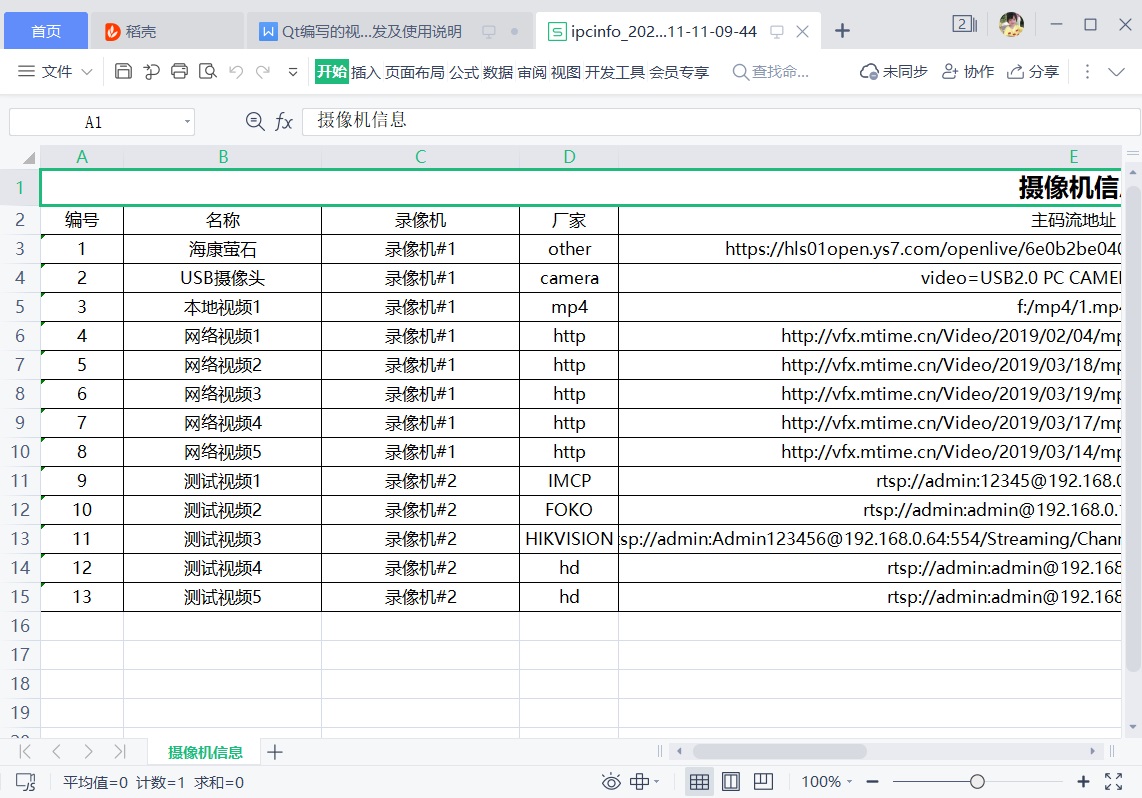 首页 稻壳 Qt编写的视...发及使用说明 ipcinfo_202...11-11-09-44 2
文件 开始 插入 页面布局 公式 数据 审阅 视图 开发工具 会员专享 查找命... 未同步 协作 分享
A1 fx 摄像机信息
A B C D E
1 摄像机信
2 编号 名称 录像机 厂家 主码流地址
3 1 海康萤石 录像机#1 other https://hls01open.ys7.com/openlive/6e0b2be040
4 2 USB摄像头 录像机#1 camera video=USB2.0 PC CAMER
5 3 本地视频1 录像机#1 mp4 f:/mp4/1.mp4
6 4 网络视频1 录像机#1 http http://vfx.mtime.cn/Video/2019/02/04/mp
7 5 网络视频2 录像机#1 http http://vfx.mtime.cn/Video/2019/03/18/mp
8 6 网络视频3 录像机#1 http http://vfx.mtime.cn/Video/2019/03/19/mp
9 7 网络视频4 录像机#1 http http://vfx.mtime.cn/Video/2019/03/17/mp
10 8 网络视频5 录像机#1 http http://vfx.mtime.cn/Video/2019/03/14/mp
11 9 测试视频1 录像机#2 IMCP rtsp://admin:12345@192.168.0
12 10 测试视频2 录像机#2 FOKO rtsp://admin:admin@192.168.0.
13 11 测试视频3 录像机#2 HIKVISION tsp://admin:Admin123456@192.168.0.64:554/Streaming/Chann
14 12 测试视频4 录像机#2 hd rtsp://admin:admin@192.168
15 13 测试视频5 录像机#2 hd rtsp://admin:admin@192.168
16
17
18
19
摄像机信息
平均值=0 计数=1 求和=0 100%